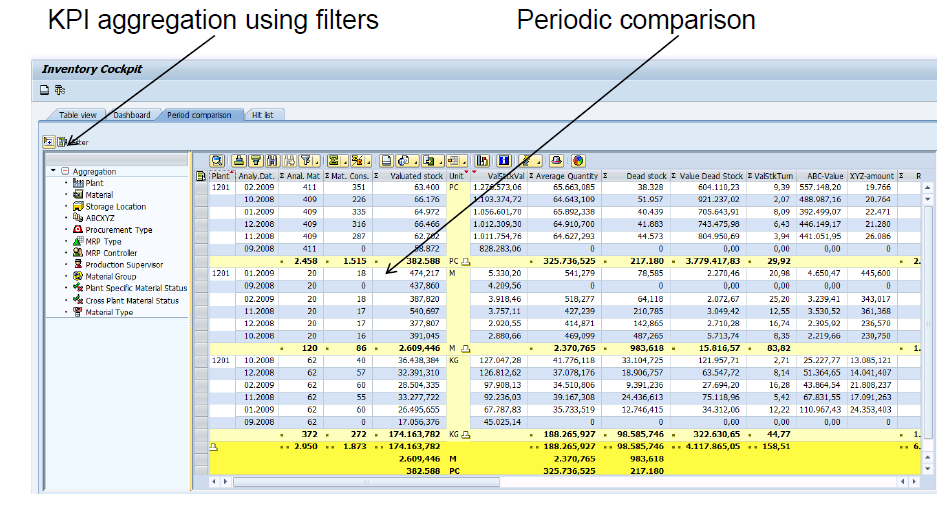 KPI aggregation using filters Periodic comparison
Inventory Cockpit
Table view Dashboard Period comparison Hit list
Aggregation
Plant
Material
Storage Location
ABCXYZ
Procurement Type
MRP Type
MRP Controller
Production Supervisor
Material Group
Plant Specific Material Status
Cross Plant Material Status
Material Type
Plant Analy.Dat. Σ Anal. Mat Σ Mat. Cons. Σ Valuated stock Unit ValStckVal Σ Average Quantity Σ Dead stock Σ Value Dead Stock Σ ValStkTurn ABC-Value XYZ-amount Σ R
1201 02.2009 411 351 63.400 PC 1.276.573,06 65.663,085 38.328 604.110,23 9,39 557.148,20 19.766
10.2008 409 226 66.176 1.193.374,72 64.643,109 51.957 921.237,02 2,07 488.987,16 20.764
01.2009 409 335 64.972 1.056.601,70 65.892,338 40.439 705.643,91 8,09 392.499,07 22.471
12.2008 409 316 66.466 1.012.309,30 64.910,700 41.883 743.475,98 6,43 446.149,17 21.280
11.2008 409 287 62.702 1.011.754,76 64.627,293 44.573 804.950,69 3,94 441.051,95 26.086
09.2008 411 0 828.283,06 0 0 0,00 0,00 0,00 0
2.458 1.515 382.588 PC 325.736,525 217.180 3.779.417,83 29,92 2.
1201 01.2009 20 18 474,217 M 5.330,20 541,279 78,585 2.270,46 20,98 4.650,47 445,600
09.2008 20 0 437,860 4.209,56 0 0 0,00 0,00 0,00 0
02.2009 20 18 387,820 3.918,46 518,277 64,118 2.072,67 25,20 3.239,41 343,017
11.2008 20 17 540,697 3.757,11 427,239 210,785 3.049,42 12,55 3.530,52 361,368
12.2008 20 17 377,807 2.920,55 414,871 142,865 2.710,28 16,74 2.395,92 236,570
10.2008 20 16 391,045 2.880,66 469,099 487,265 5.713,74 8,35 2.219,66 230,750
120 86 2.609,446 M 2.370,765 983,618 15.816,57 83,82 1.
1201 10.2008 62 40 36.438,384 KG 127.047,28 41.776,118 33.104,725 121.957,71 2,71 25.227,77 13.085,121
12.2008 62 57 32.391,310 126.812,62 37.078,176 18.906,757 63.547,72 8,14 51.364,65 14.041,407
02.2009 62 60 28.504,335 97.908,13 34.510,806 9.391,236 27.694,20 16,28 43.864,54 21.808,237
11.2008 62 55 33.277,722 92.236,03 39.167,308 24.436,613 75.118,96 5,42 67.831,55 17.091,263
01.2009 62 60 26.495,655 67.787,83 35.733,519 12.746,415 34.312,06 12,22 110.967,43 24.353,403
09.2008 62 0 17.056,376 45.025,14 0 0 0,00 0,00 0,00 0
372 272 174.163,782 KG 188.265,927 98.585,746 322.630,65 44,77 1.
2.950 1.873 174.163,782 188.265,927 98.585,746 4.117.865,05 158,51 6.
2.609,446 M 2.370,765 983,618
382.588 PC 325.736,525 217.180